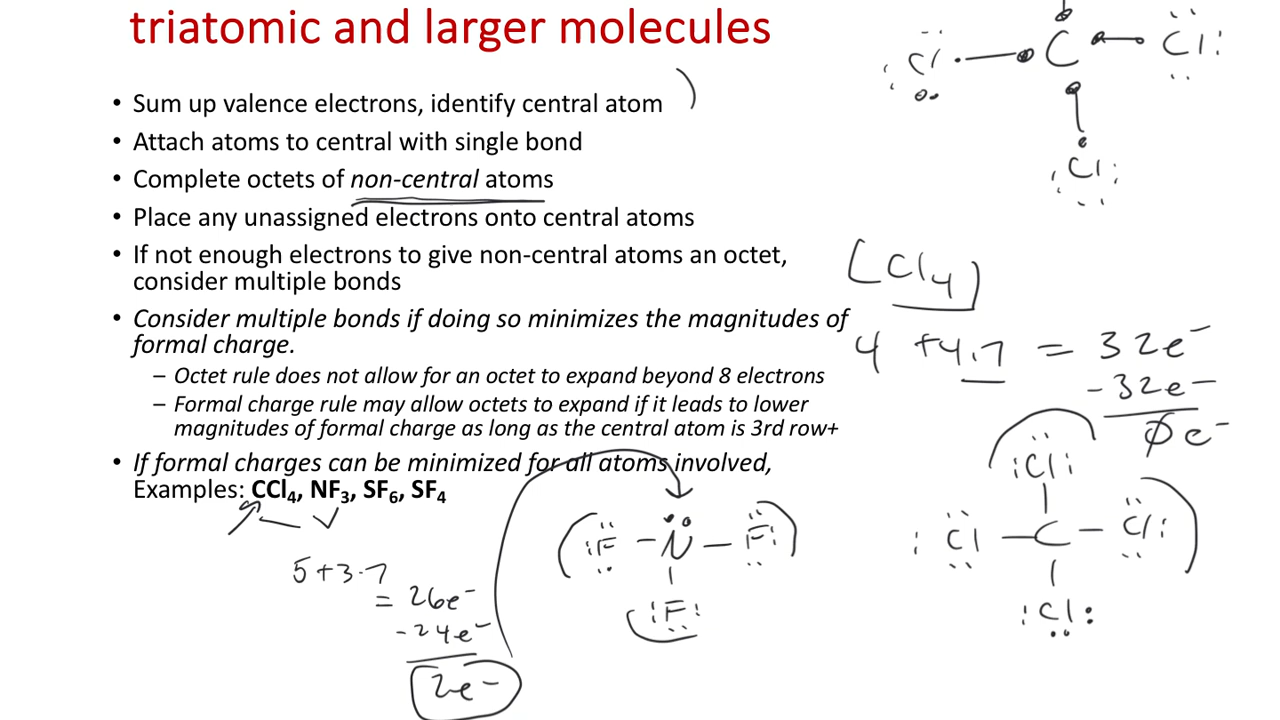 triatomic and larger molecules
• Sum up valence electrons, identify central atom
• Attach atoms to central with single bond
• Complete octets of non-central atoms
• Place any unassigned electrons onto central atoms
• If not enough electrons to give non-central atoms an octet,
consider multiple bonds
• Consider multiple bonds if doing so minimizes the magnitudes of
formal charge.
– Octet rule does not allow for an octet to expand beyond 8 electrons
– Formal charge rule may allow octets to expand if it leads to lower
magnitudes of formal charge as long as the central atom is 3rd row+
• If formal charges can be minimized for all atoms involved,
Examples: CCl₄, NF₃, SF₆, SF₄
5+3·7
= 26e⁻
-24e⁻
2e⁻
F – N – F
F
Cl – C – Cl
Cl
CCl₄
4 +4·7 = 32e⁻
-32e⁻
0e⁻
Cl
Cl – C – Cl
Cl